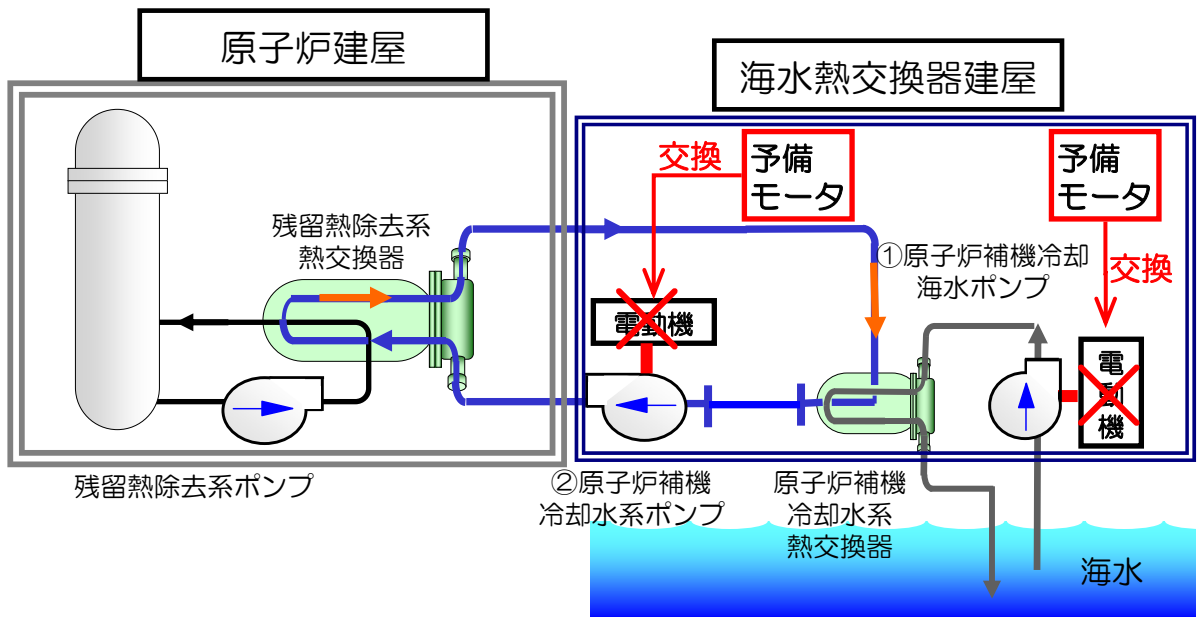 原子炉建屋
海水熱交換器建屋
交換
予備
モータ
予備
モータ
残留熱除去系
熱交換器
①原子炉補機冷却
海水ポンプ
交換
電動機
電
動
機
残留熱除去系ポンプ
②原子炉補機
冷却水系ポンプ
原子炉補機
冷却水系
熱交換器
海水